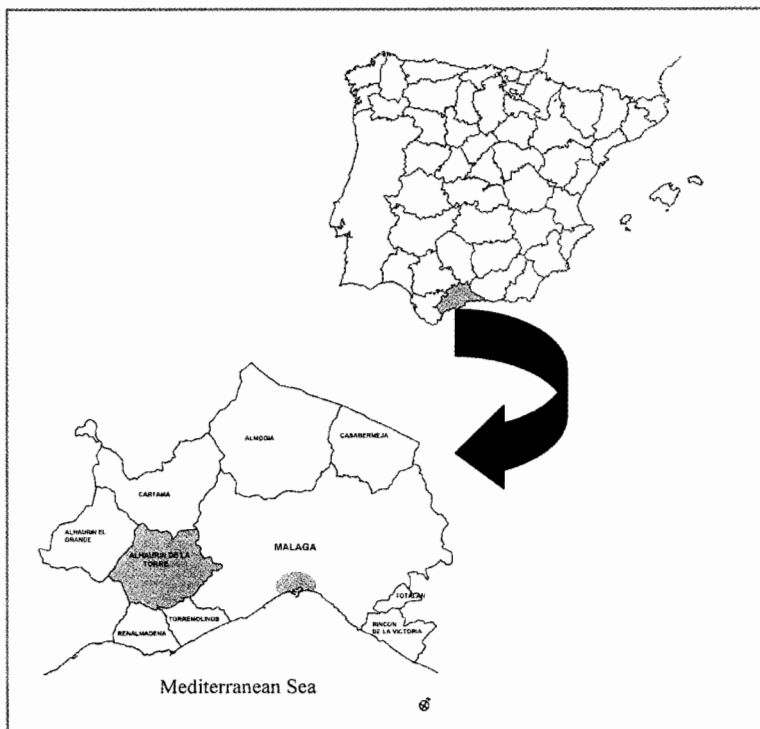 ALMOGIA
CASABERMEJA
CARTAMA
ALHAURIN EL
GRANDE
ALHAURIN DE LA
TORRE
MALAGA
TOTALAN
TORREMOLINOS
RINCON
DE LA VICTORIA
BENALMADENA
Mediterranean Sea